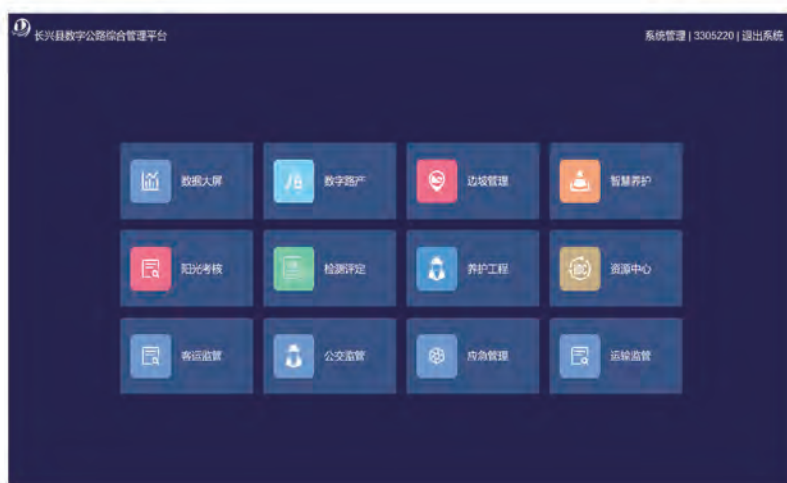 长兴县数字公路综合管理平台
系统管理 | 3305220 | 退出系统
数据大屏
数字路产
边坡管理
智慧养护
阳光考核
检测评定
养护工程
资源中心
客运监管
公交监管
应急管理
运输监管